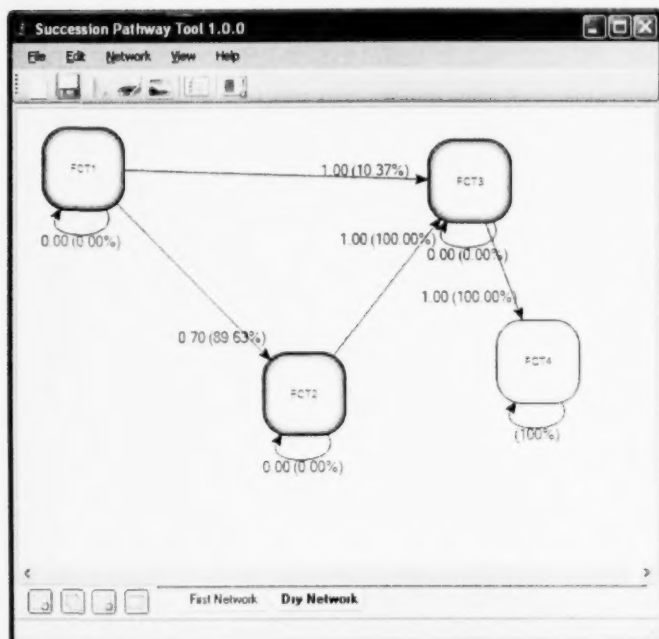 Succession Pathway Tool 1.0.0
File Edit Network View Help
FCT1
1.00 (10.37%)
FCT3
0.00 (0.00%)
1.00 (100.00%)
0.00 (0.00%)
1.00 (100.00%)
0.70 (89.63%)
FCT2
FCT4
0.00 (0.00%)
(100%)
Fast Network Dry Network